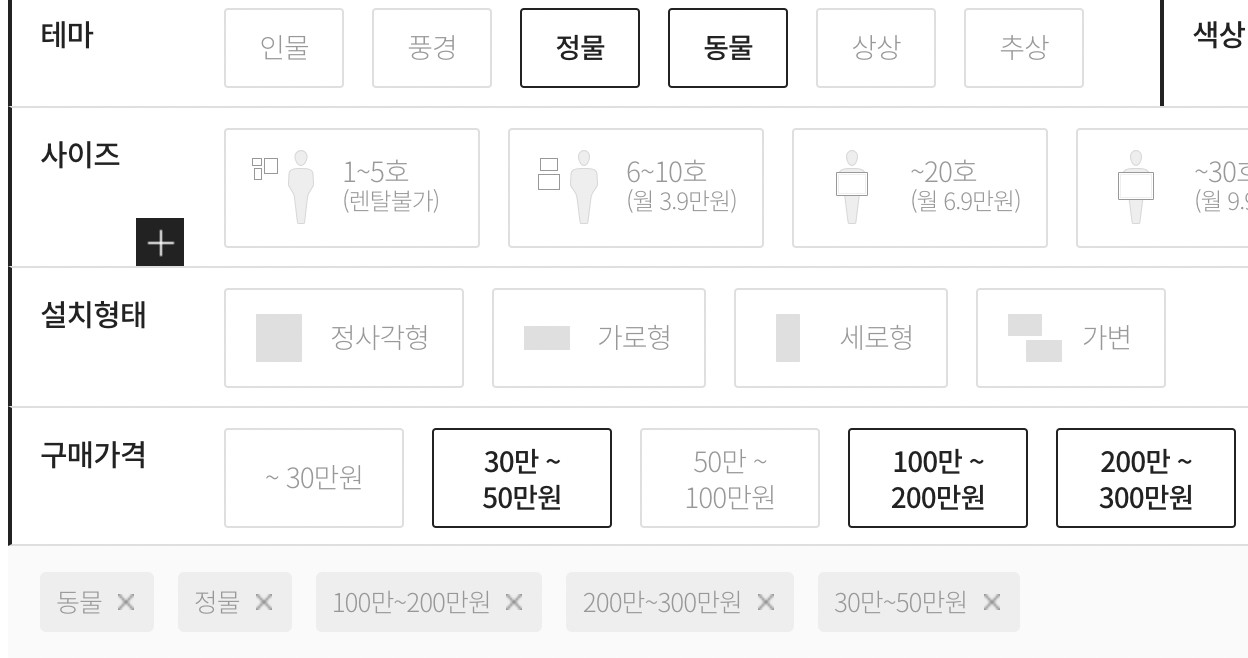 테마
인물
풍경
정물
동물
상상
추상
색상
사이즈
1~5호
(렌탈불가)
6~10호
(월 3.9만원)
~20호
(월 6.9만원)
~30호
(월 9.9
설치형태
정사각형
가로형
세로형
가변
구매가격
~ 30만원
30만 ~
50만원
50만 ~
100만원
100만 ~
200만원
200만 ~
300만원
동물
정물
100만~200만원
200만~300만원
30만~50만원